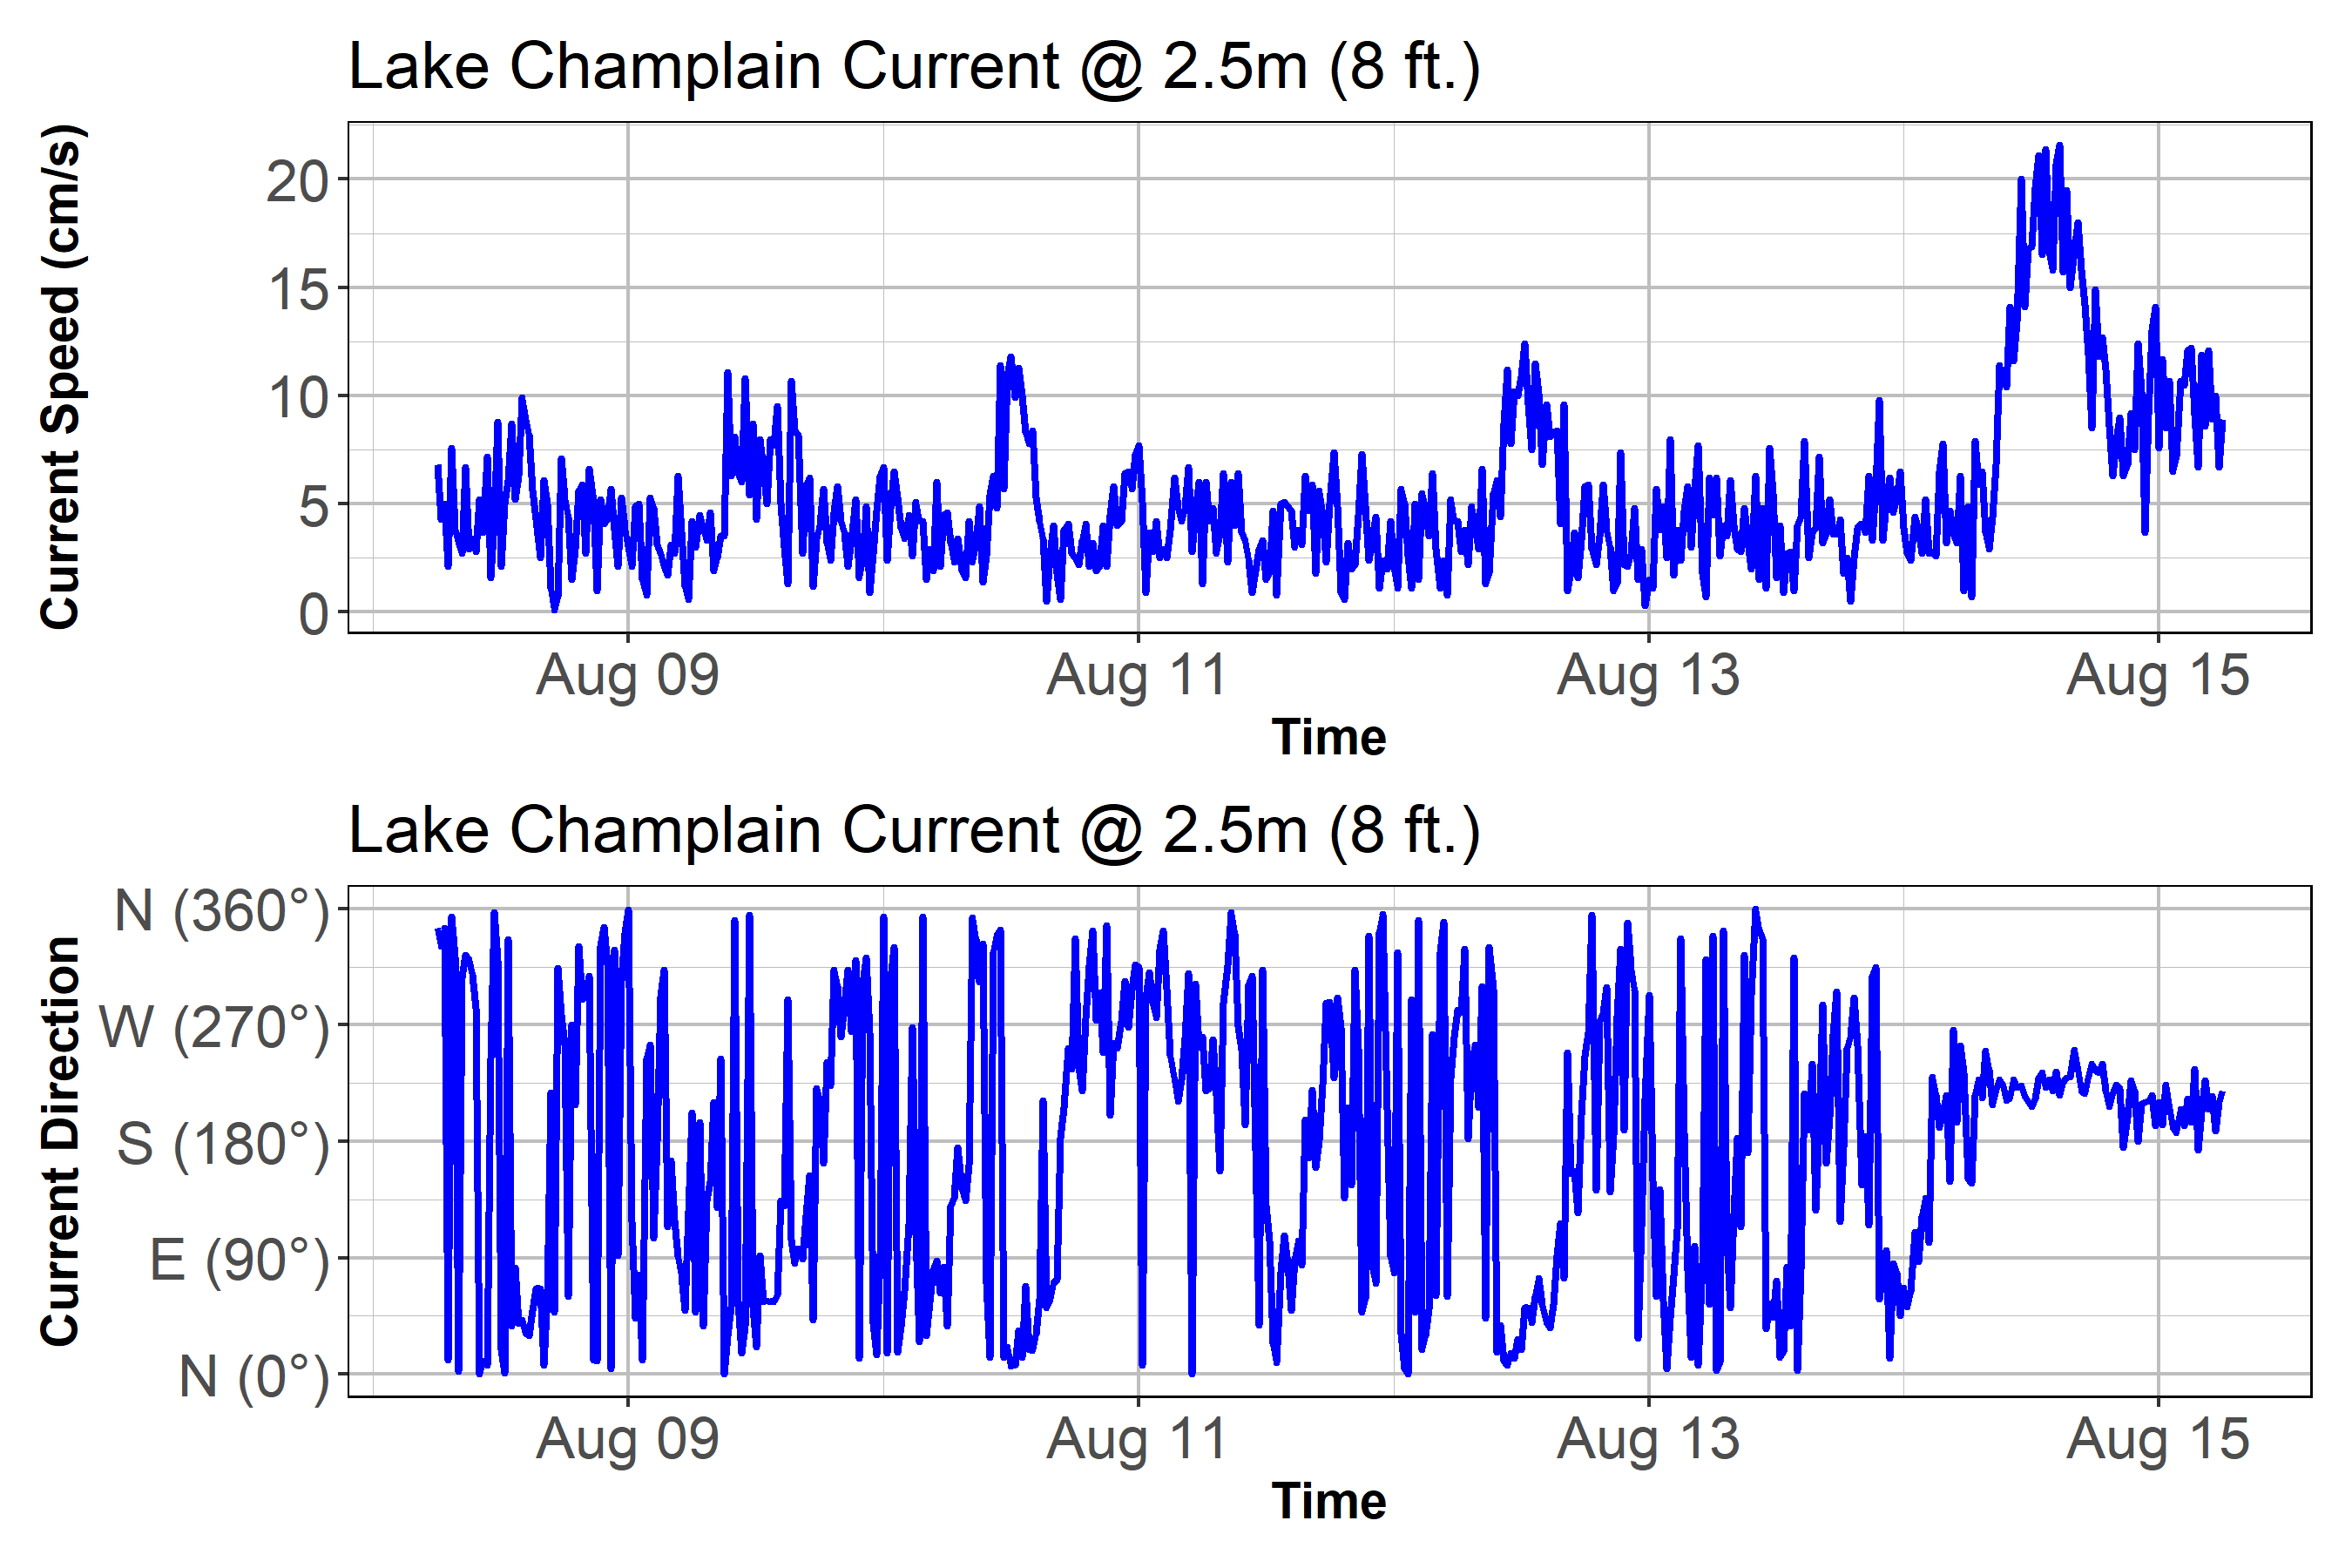 Lake Champlain Current @ 2.5m (8 ft.)
Current Speed (cm/s)
20
15
10
5
0
Aug 09 Aug 11 Aug 13 Aug 15
Time
Lake Champlain Current @ 2.5m (8 ft.)
Current Direction
N (360°)
W (270°)
S (180°)
E (90°)
N (0°)
Aug 09 Aug 11 Aug 13 Aug 15
Time